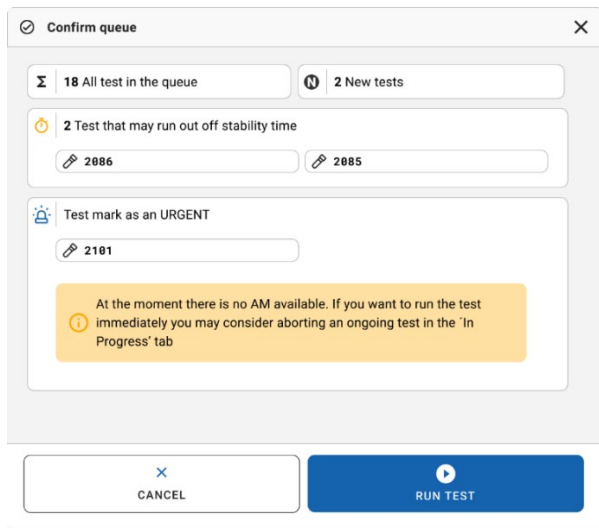 Confirm queue
18 All test in the queue
N 2 New tests
2 Test that may run out off stability time
2086
2085
Test mark as an URGENT
2101
At the moment there is no AM available. If you want to run the test
immediately you may consider aborting an ongoing test in the ´In
Progress' tab
CANCEL
RUN TEST